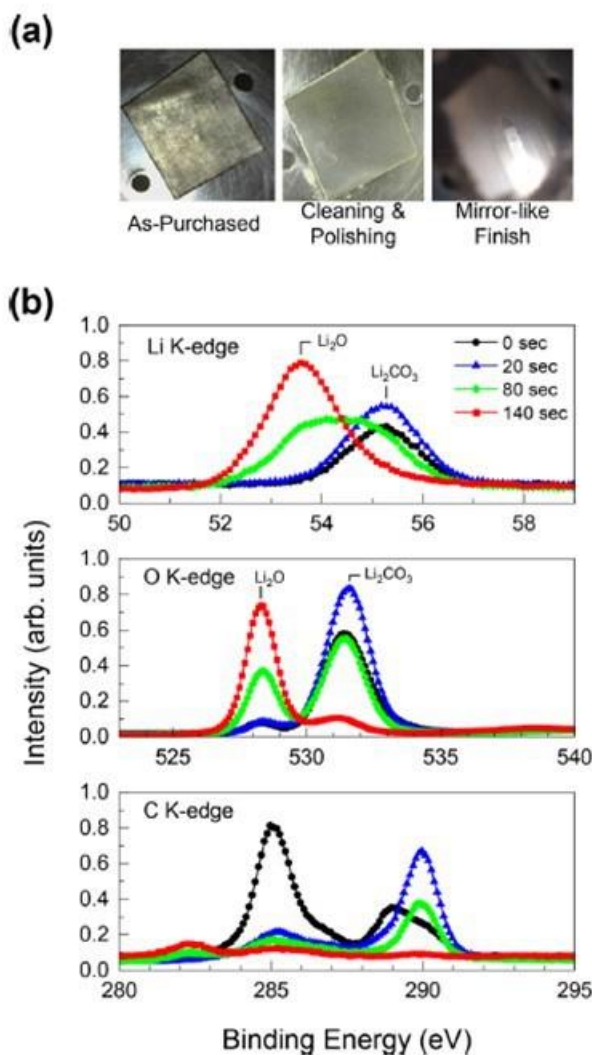 (a)
As-Purchased
Cleaning &
Polishing
Mirror-like
Finish
(b)
Intensity (arb. units)
Li K-edge
Li₂O
Li₂CO₃
0 sec
20 sec
80 sec
140 sec
1.0
0.8
0.6
0.4
0.2
0.0
50 52 54 56 58
O K-edge
Li₂O
Li₂CO₃
1.0
0.8
0.6
0.4
0.2
0.0
525 530 535 540
C K-edge
1.0
0.8
0.6
0.4
0.2
0.0
280 285 290 295
Binding Energy (eV)